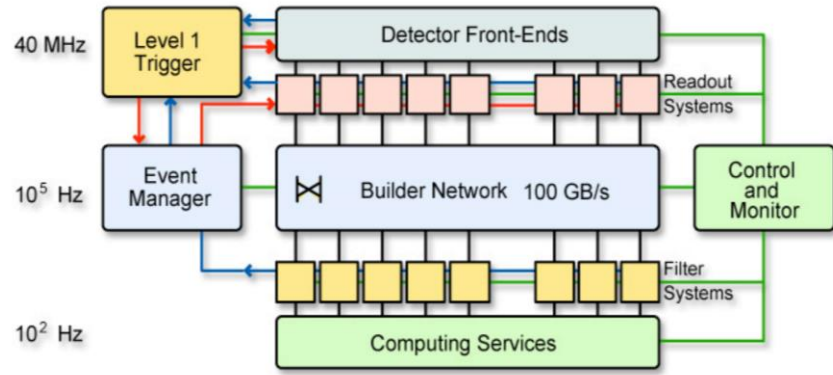 40 MHz
Level 1
Trigger
Detector Front-Ends
Readout
Systems
10⁵ Hz
Event
Manager
Builder Network 100 GB/s
Control
and
Monitor
Filter
Systems
10² Hz
Computing Services